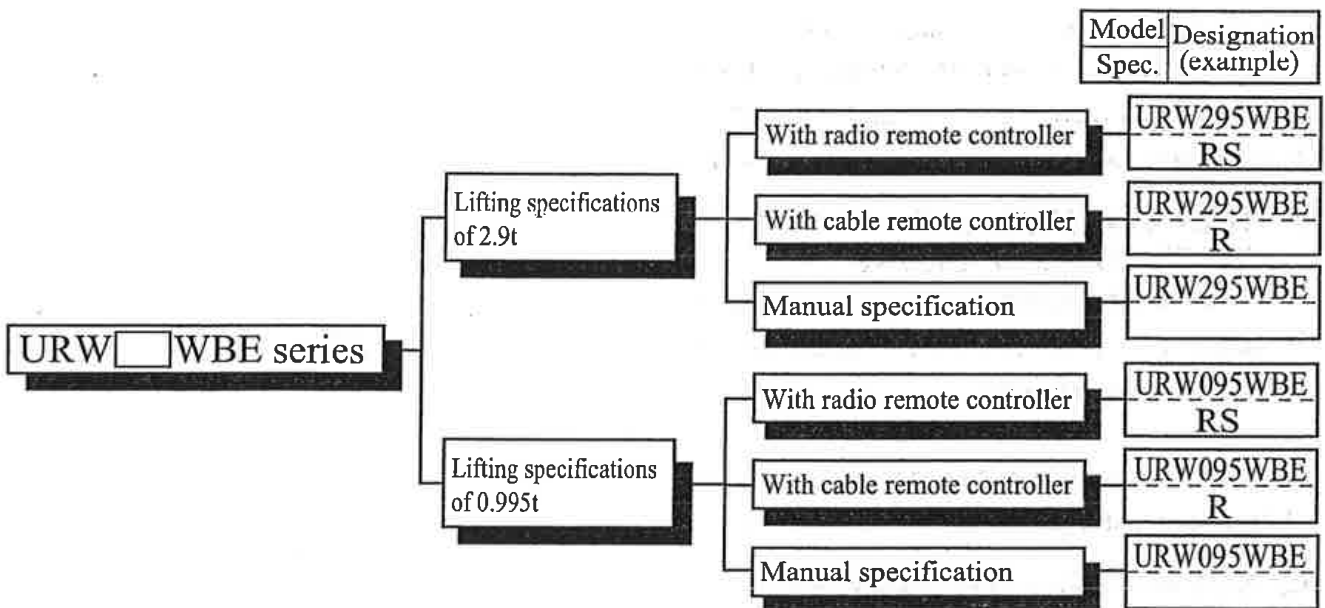 Model
Spec.
Designation
(example)
With radio remote controller
URW295WBE
RS
Lifting specifications
of 2.9t
With cable remote controller
URW295WBE
R
Manual specification
URW295WBE
URW WBE series
With radio remote controller
URW095WBE
RS
Lifting specifications
of 0.995t
With cable remote controller
URW095WBE
R
Manual specification
URW095WBE